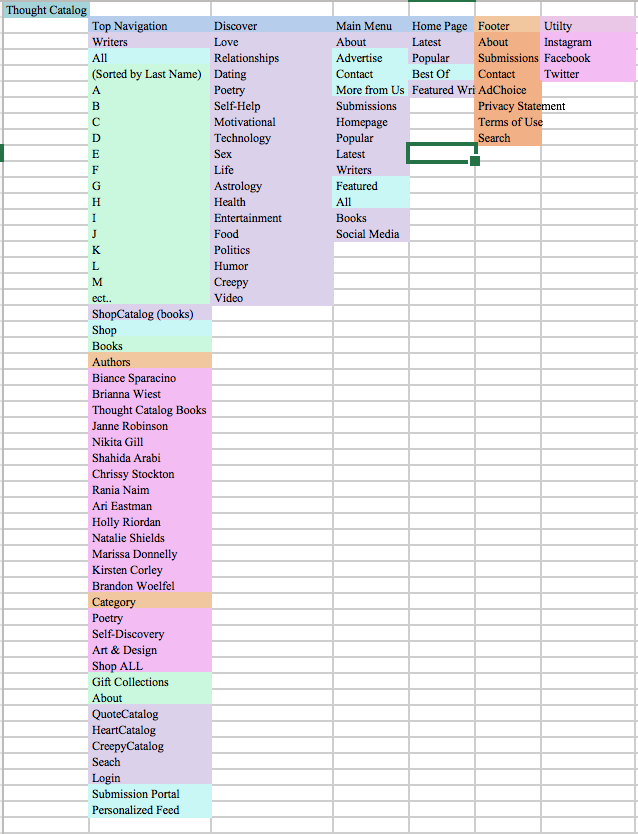 Thought Catalog
Top Navigation Discover Main Menu Home Page Footer Utilty
Writers Love About Latest About Instagram
All Relationships Advertise Popular Submissions Facebook
(Sorted by Last Name) Dating Contact Best Of Contact Twitter
A Poetry More from Us Featured Wri AdChoice
B Self-Help Submissions Privacy Statement
C Motivational Homepage Terms of Use
D Technology Popular Search
E Sex Latest
F Life Writers
G Astrology Featured
H Health All
I Entertainment Books
J Food Social Media
K Politics
L Humor
M Creepy
ect.. Video
ShopCatalog (books)
Shop
Books
Authors
Biance Sparacino
Brianna Wiest
Thought Catalog Books
Janne Robinson
Nikita Gill
Shahida Arabi
Chrissy Stockton
Rania Naim
Ari Eastman
Holly Riordan
Natalie Shields
Marissa Donnelly
Kirsten Corley
Brandon Woelfel
Category
Poetry
Self-Discovery
Art & Design
Shop ALL
Gift Collections
About
QuoteCatalog
HeartCatalog
CreepyCatalog
Seach
Login
Submission Portal
Personalized Feed